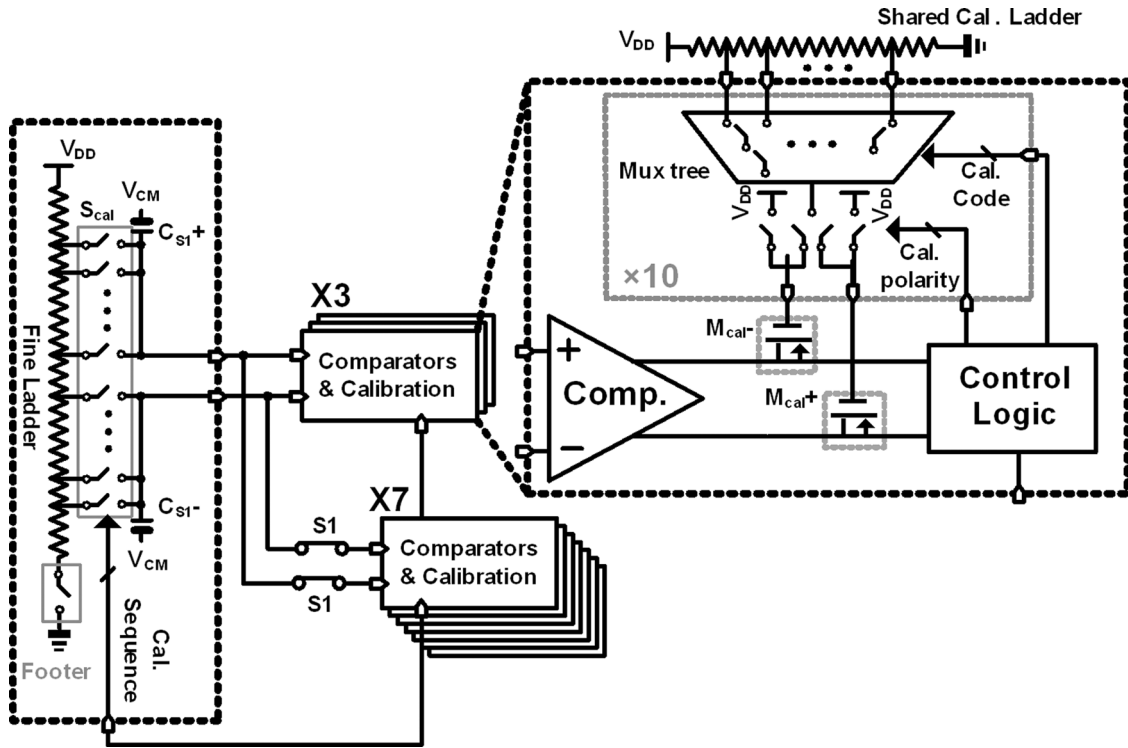 Shared Cal . Ladder
VDD
Mux tree
Cal.
Code
VDD
VDD
Cal.
polarity
×10
VDD
VCM
Scal
CS1+
Fine Ladder
CS1-
VCM
Footer
Cal.
Sequence
X3
Comparators
& Calibration
X7
Comparators
& Calibration
S1
S1
Mcal-
Mcal+
+
Comp.
−
Control
Logic